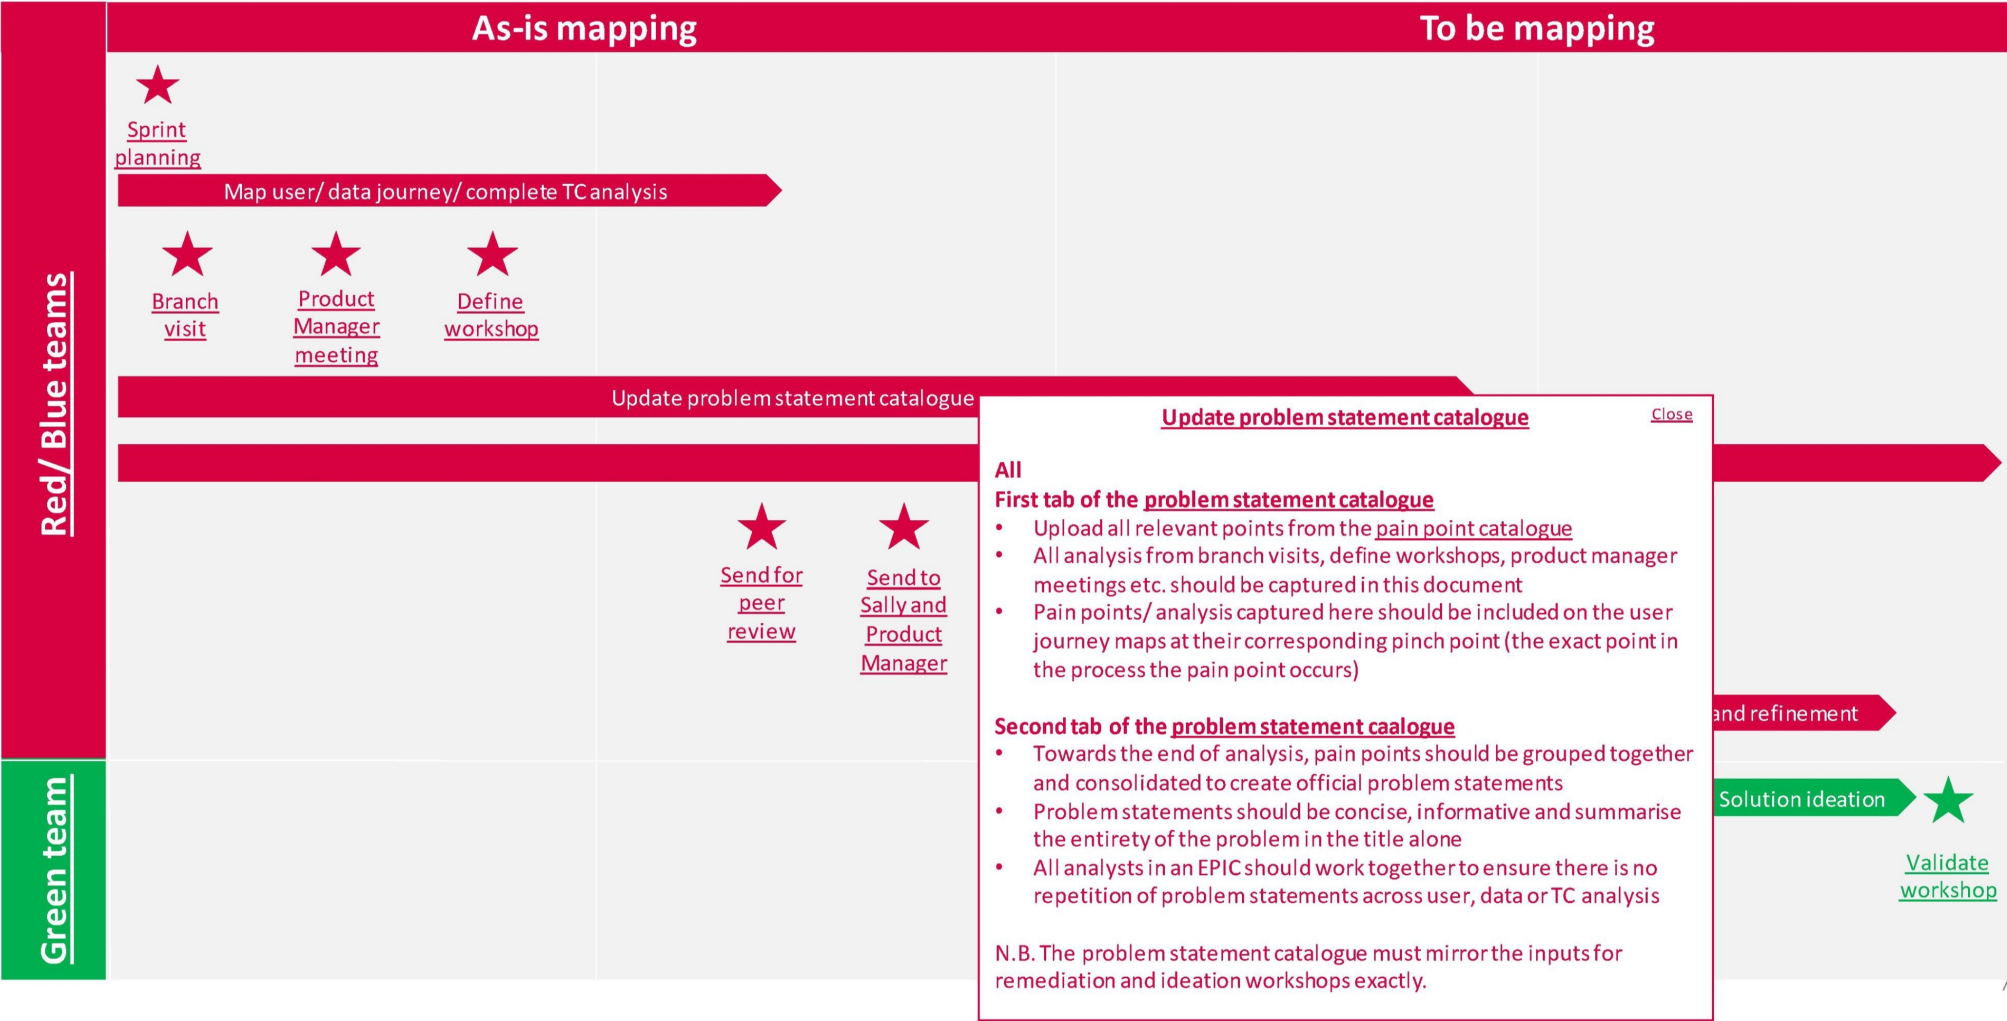 As-is mapping
To be mapping
Red/ Blue teams
Sprint
planning
Map user/ data journey/ complete TC analysis
Branch
visit
Product
Manager
meeting
Define
workshop
Update problem statement catalogue
Send for
peer
review
Send to
Sally and
Product
Manager
Update problem statement catalogue
Close
All
First tab of the problem statement catalogue
• Upload all relevant points from the pain point catalogue
• All analysis from branch visits, define workshops, product manager
meetings etc. should be captured in this document
• Pain points/ analysis captured here should be included on the user
journey maps at their corresponding pinch point (the exact point in
the process the pain point occurs)
Second tab of the problem statement caalogue
• Towards the end of analysis, pain points should be grouped together
and consolidated to create official problem statements
• Problem statements should be concise, informative and summarise
the entirety of the problem in the title alone
• All analysts in an EPIC should work together to ensure there is no
repetition of problem statements across user, data or TC analysis
N.B. The problem statement catalogue must mirror the inputs for
remediation and ideation workshops exactly.
and refinement
Green team
Solution ideation
Validate
workshop